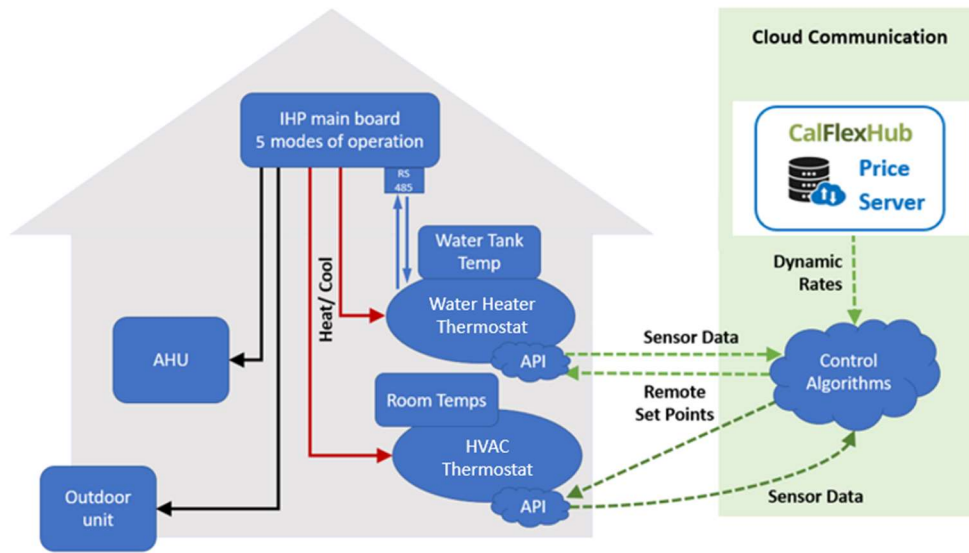 Cloud Communication
CalFlexHub
Price
Server
Dynamic
Rates
Control
Algorithms
IHP main board
5 modes of operation
RS
485
Water Tank
Temp
Water Heater
Thermostat
API
Heat/ Cool
Sensor Data
Remote
Set Points
AHU
Room Temps
HVAC
Thermostat
API
Sensor Data
Outdoor
unit